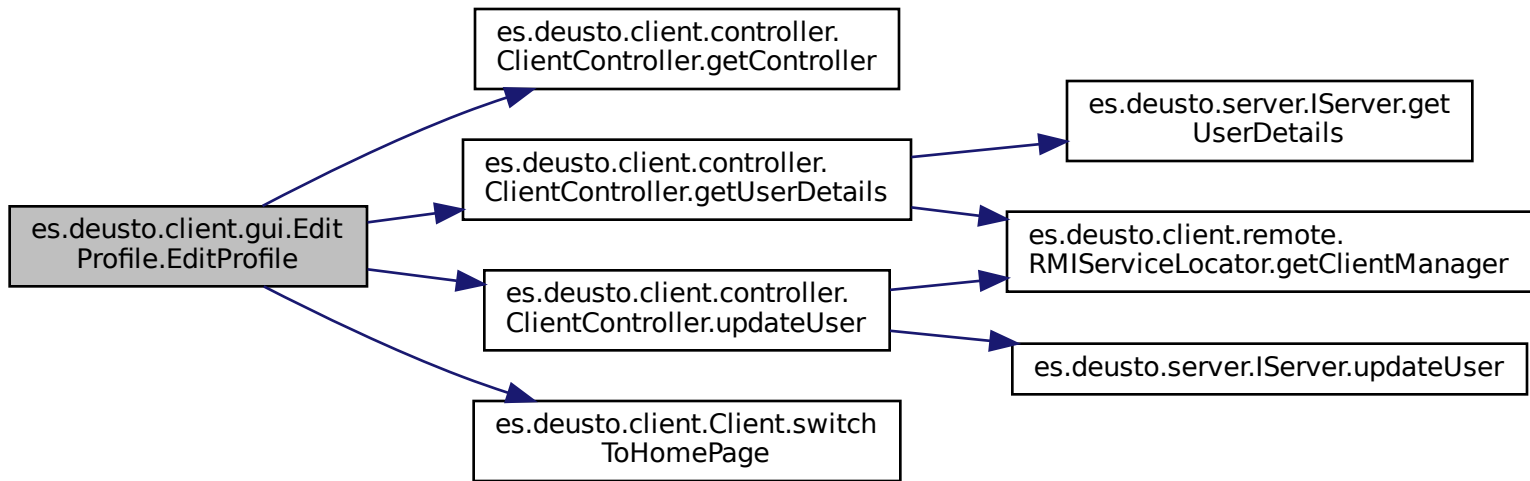 es.deusto.client.controller.
ClientController.getController
es.deusto.server.IServer.get
UserDetails
es.deusto.client.controller.
ClientController.getUserDetails
es.deusto.client.gui.Edit
Profile.EditProfile
es.deusto.client.remote.
RMIServiceLocator.getClientManager
es.deusto.client.controller.
ClientController.updateUser
es.deusto.server.IServer.updateUser
es.deusto.client.Client.switch
ToHomePage